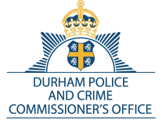 DURHAM POLICE
AND CRIME
COMMISSIONER'S OFFICE